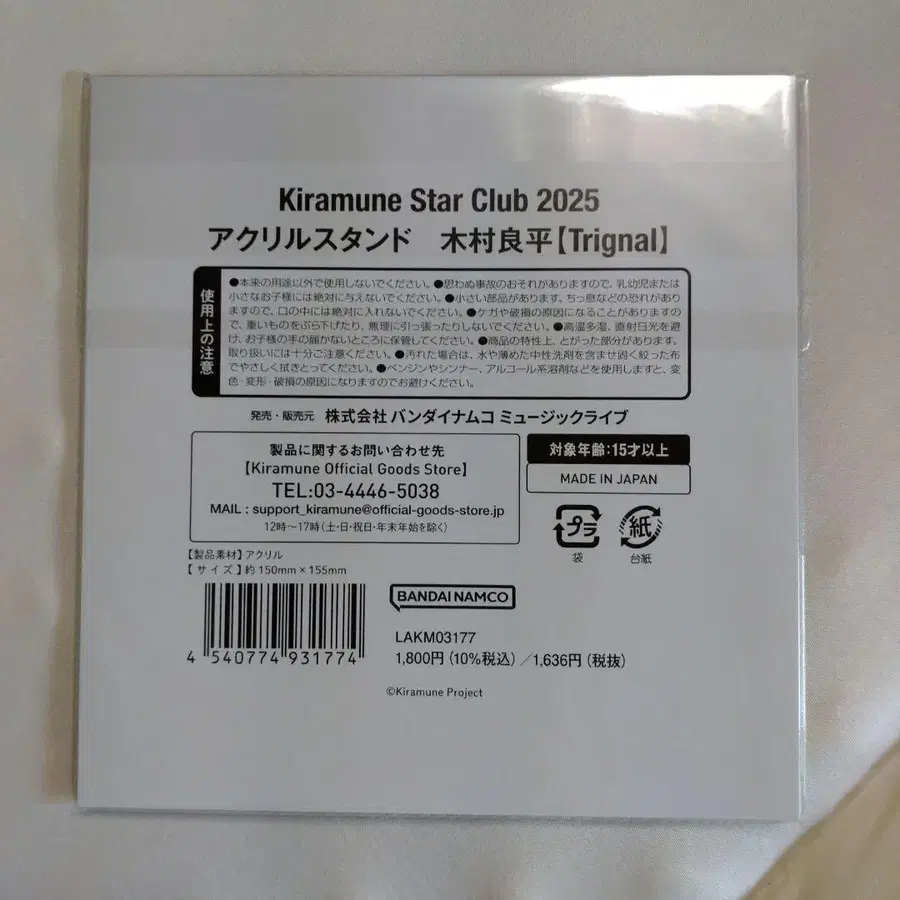 Kiramune Star Club 2025
アクリルスタンド 木村良平【Trignal】
使用上の注意
●本来の用途以外で使用しないでください。●思わぬ事故のおそれがありますので、乳幼児または
小さなお子様には絶対に与えないでください。●小さい部品があります。ちっ息などの恐れがあり
ますので、口の中には絶対に入れないでください。●ケガや破損の原因になることがありますの
で、重いものをぶら下げたり、無理に引っ張ったりしないでください。●高温多湿、直射日光を避
け、お子様の手の届かないところに保管してください。●商品の特性上、とがった部分があります。
取り扱いには十分ご注意ください。●汚れた場合は、水や薄めた中性洗剤を含ませ固く絞った布
でやさしく拭きとってください。●ベンジンやシンナー、アルコール系溶剤などを使用しますと、変
色・変形・破損の原因になりますのでお避けください。
発売・販売元 株式会社バンダイナムコミュージックライブ
製品に関するお問い合わせ先
【Kiramune Official Goods Store】
TEL:03-4446-5038
MAIL : support_kiramune@official-goods-store.jp
12時〜17時(土・日・祝日・年末年始を除く)
対象年齢:15才以上
MADE IN JAPAN
プラ
袋
紙
台紙
【製品素材】アクリル
【サイズ】約150mm×155mm
4 540774 931774
BANDAI NAMCO
LAKM03177
1,800円(10%税込)/1,636円(税抜)
©Kiramune Project